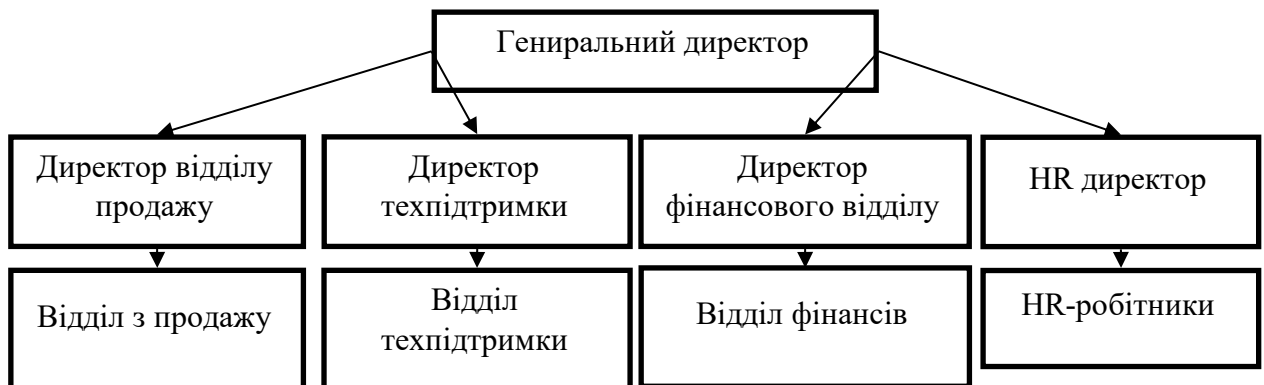 Гениральний директор
Директор відділу
продажу
Директор
техпідтримки
Директор
фінансового відділу
HR директор
Відділ з продажу
Відділ
техпідтримки
Відділ фінансів
HR-робітники